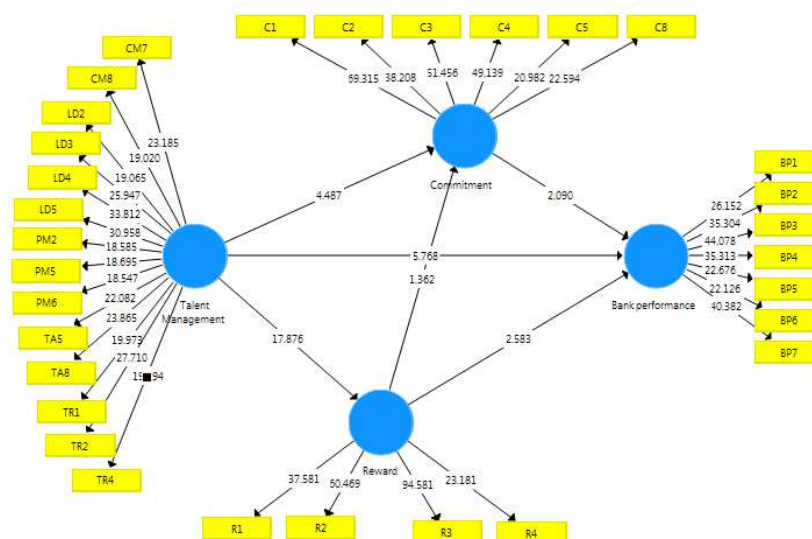 C1
C2
C3
C4
C5
C8
CM7
CM8
LD2
LD3
LD4
LD5
PM2
PM5
PM6
TA5
TA8
TR1
TR2
TR4
59.315
38.208
51.456
49.139
20.982
22.594
23.185
19.020
19.065
25.947
33.812
30.958
18.585
18.695
18.547
22.082
23.865
19.973
27.710
Talent
Management
Commitment
4.487
2.090
5.768
1.362
17.876
2.583
Bank performance
26.152
35.304
44.078
35.313
22.676
22.126
40.382
BP1
BP2
BP3
BP4
BP5
BP6
BP7
Reward
37.581
60.469
94.581
23.181
R1
R2
R3
R4